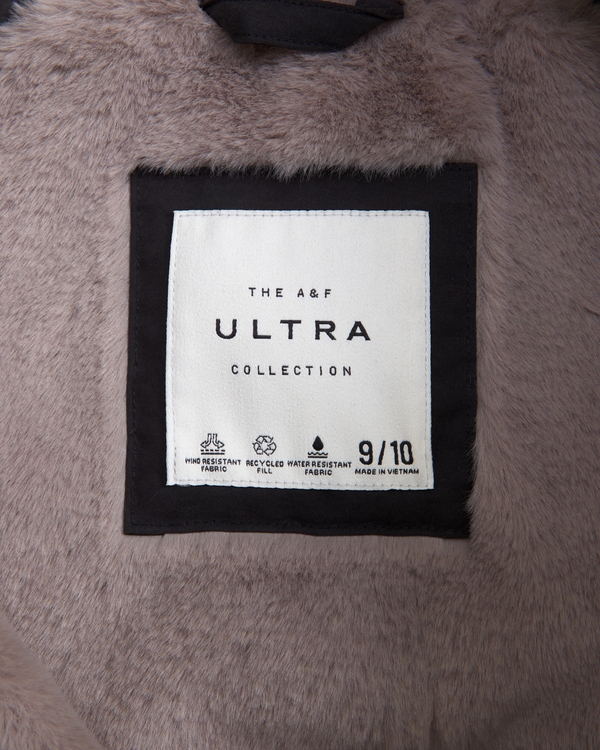 THE A&F
ULTRA
COLLECTION
WIND RESISTANT
FABRIC
RECYCLED
FILL
WATER RESISTANT
FABRIC
9/10
MADE IN VIETNAM